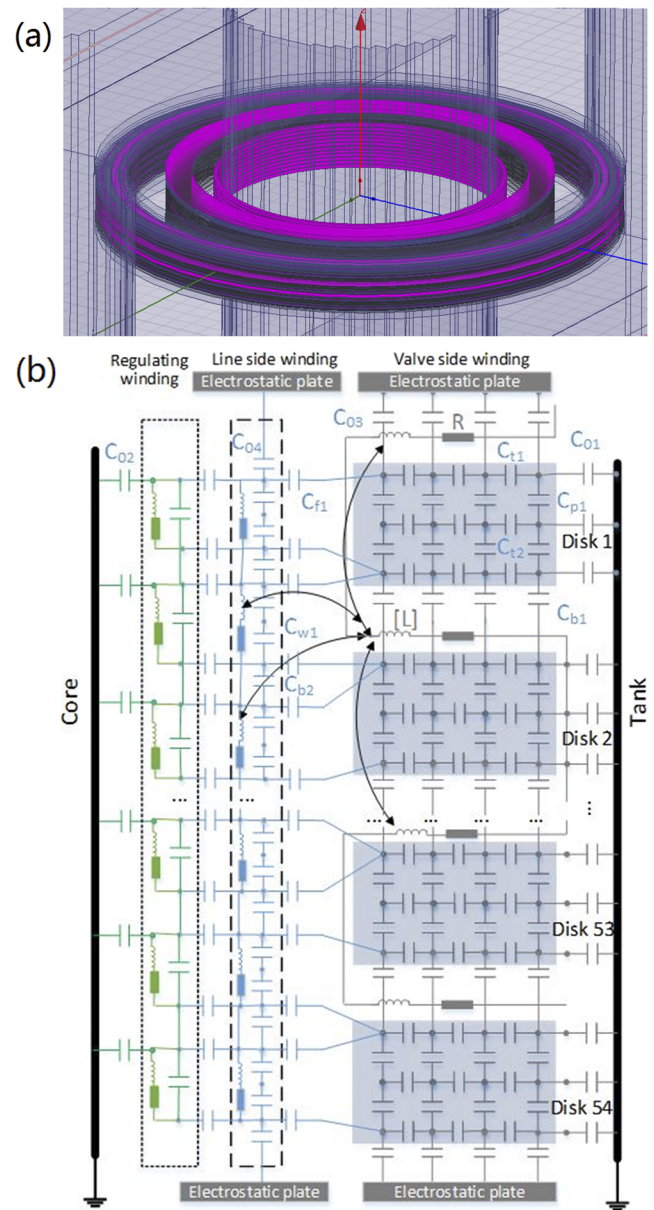 (a)
(b)
Regulating
winding
Line side winding
Valve side winding
Electrostatic plate
Electrostatic plate
C02
C04
C03
R
C01
Ct1
Cf1
Cp1
Ct2
Disk 1
[L]
Cb1
Cw1
Cb2
Core
Tank
Disk 2
...
...
...
...
...
...
...
Disk 53
Disk 54
Electrostatic plate
Electrostatic plate